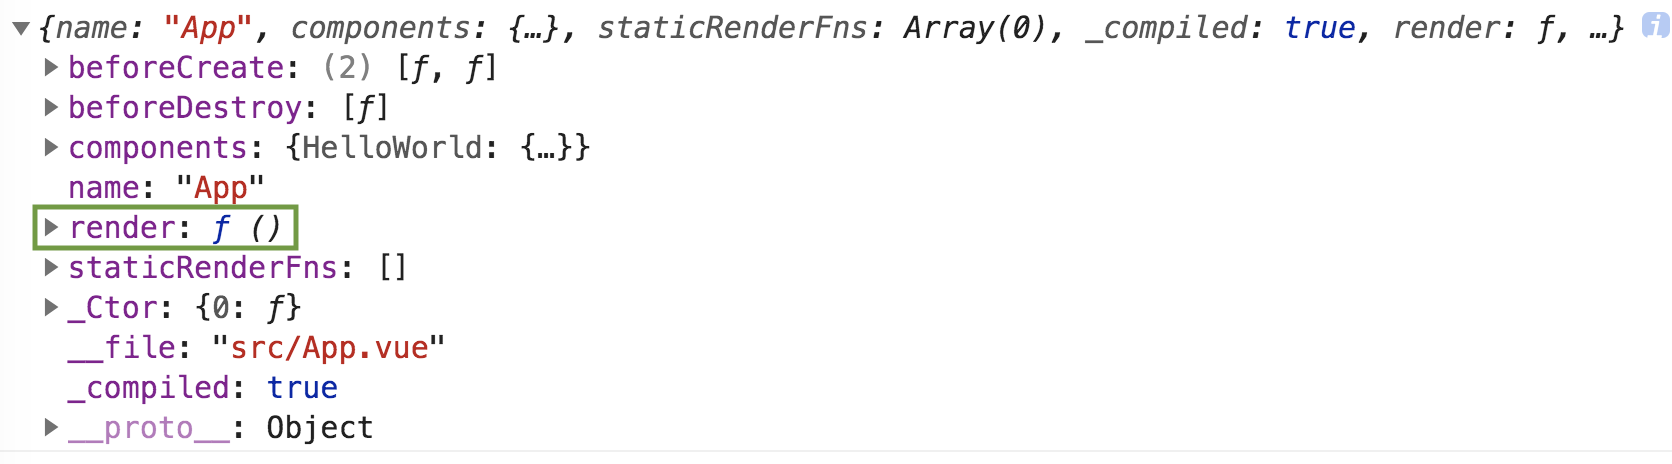 ▼{name: "App", components: {…}, staticRenderFns: Array(0), _compiled: true, render: ƒ, …} i
▶beforeCreate: (2) [ƒ, ƒ]
▶beforeDestroy: [ƒ]
▶components: {HelloWorld: {…}}
name: "App"
▶render: ƒ ()
▶staticRenderFns: []
▶_Ctor: {0: ƒ}
__file: "src/App.vue"
_compiled: true
▶__proto__: Object